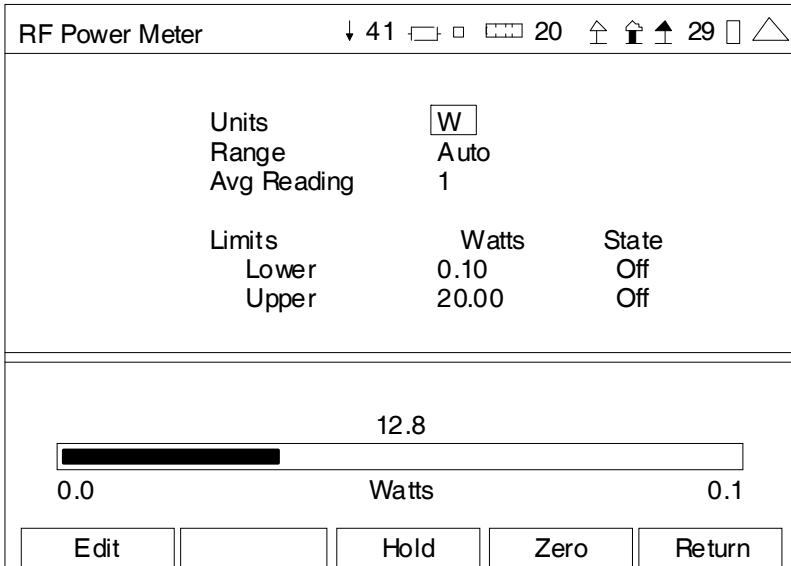 RF Power Meter 41 20 29
Units W
Range Auto
Avg Reading 1
Limits Watts State
Lower 0.10 Off
Upper 20.00 Off
12.8
0.0 Watts 0.1
Edit Hold Zero Return